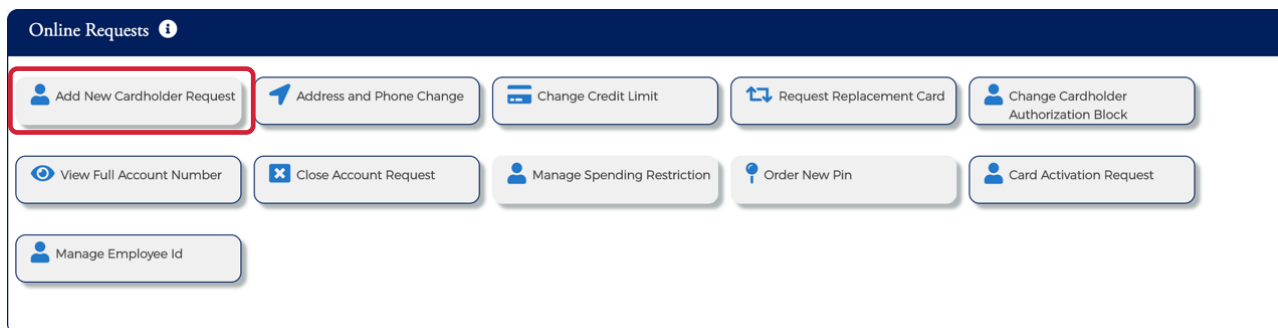 Online Requests
Add New Cardholder Request
Address and Phone Change
Change Credit Limit
Request Replacement Card
Change Cardholder
Authorization Block
View Full Account Number
Close Account Request
Manage Spending Restriction
Order New Pin
Card Activation Request
Manage Employee Id